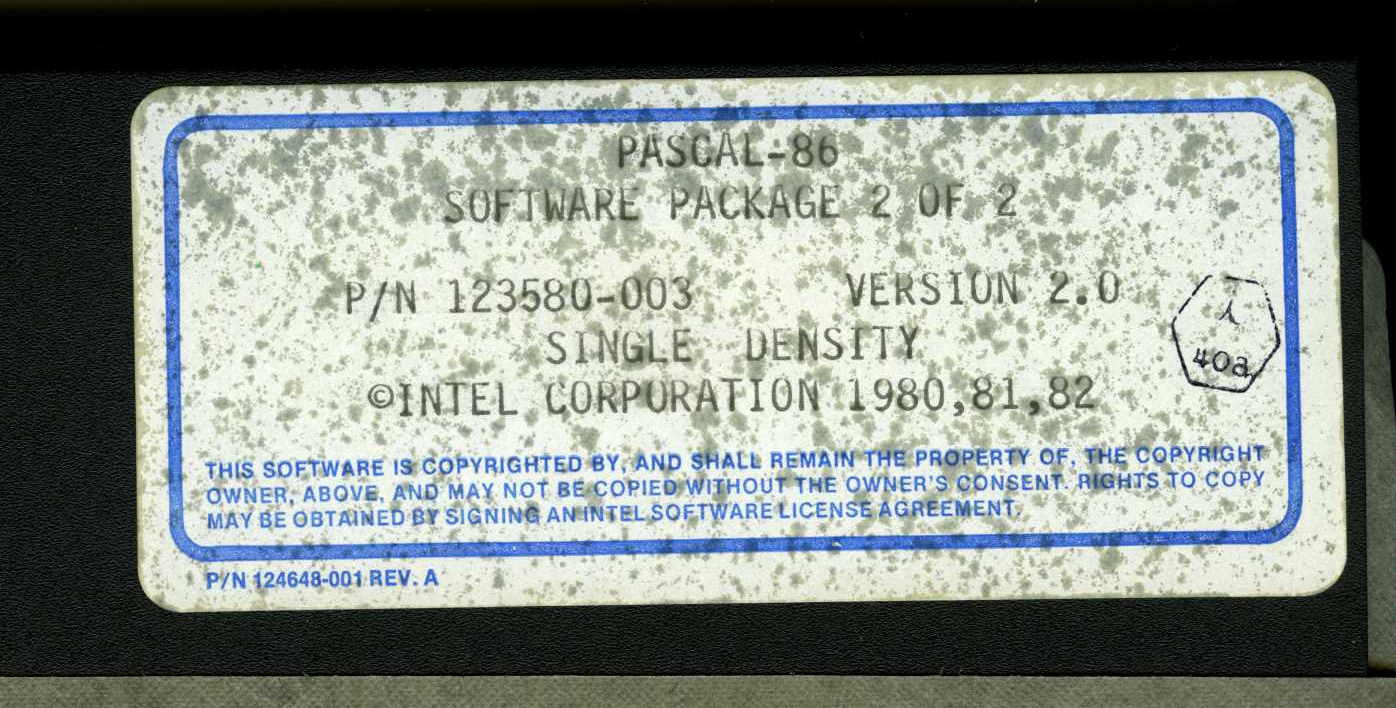 PASCAL-86
SOFTWARE PACKAGE 2 OF 2
P/N 123580-003 VERSION 2.0
SINGLE DENSITY
©INTEL CORPORATION 1980,81,82
40a
THIS SOFTWARE IS COPYRIGHTED BY, AND SHALL REMAIN THE PROPERTY OF, THE COPYRIGHT
OWNER, ABOVE, AND MAY NOT BE COPIED WITHOUT THE OWNER'S CONSENT. RIGHTS TO COPY
MAY BE OBTAINED BY SIGNING AN INTEL SOFTWARE LICENSE AGREEMENT.
P/N 124648-001 REV. A